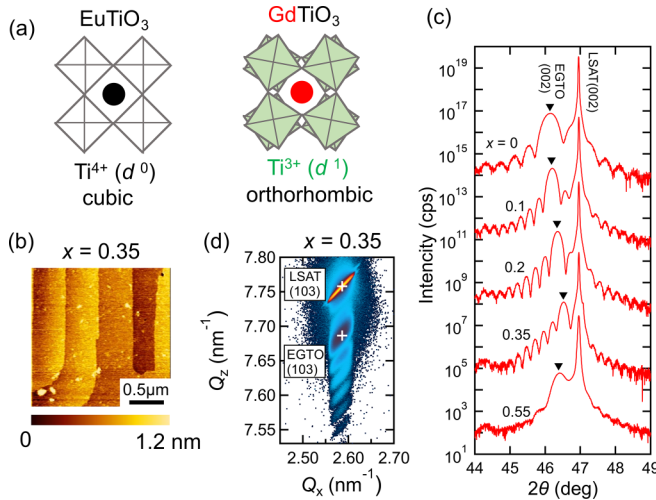 (a)
EuTiO3
Ti4+ (d 0)
cubic
GdTiO3
Ti3+ (d 1)
orthorhombic
(b)
x = 0.35
0.5μm
0
1.2 nm
(d)
x = 0.35
7.80
7.75
7.70
7.65
7.60
7.55
Qz (nm-1)
LSAT
(103)
EGTO
(103)
2.50
2.60
2.70
Qx (nm-1)
(c)
Intencity (cps)
10^19
10^17
10^15
10^13
10^11
10^9
10^7
10^5
10^3
10^1
EGTO
(002)
LSAT(002)
x = 0
0.1
0.2
0.35
0.55
44
45
46
47
48
49
2θ (deg)